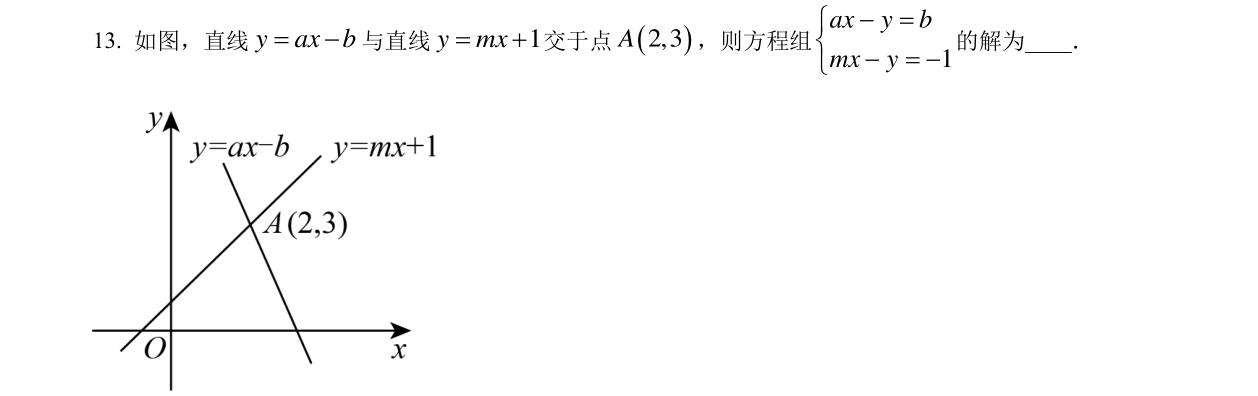 13. 如图，直线 y = ax − b 与直线 y = mx + 1 交于点 A(2,3)，则方程组 { ax − y = b
mx − y = −1 的解为____.
y
y=ax−b y=mx+1
A(2,3)
O x